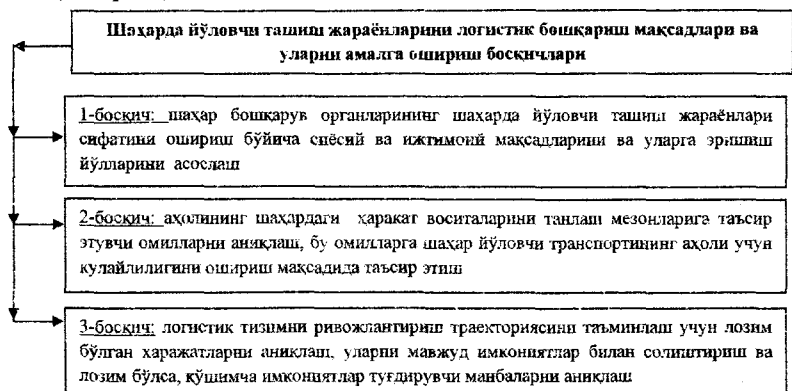 Шаҳарда йўловчи ташиш жараёнларини логистик бошқариш мақсадлари ва
уларни амалга ошириш босқичлари
1-босқич: шаҳар бошқарув органларининг шаҳарда йўловчи ташиш жараёнлари
сифатини ошириш бўйича сиёсий ва ижтимоий мақсадларини ва уларга эришиш
йўлларини асослаш
2-босқич: аҳолининг шаҳардаги ҳаракат воситаларини танлаш мезонларига таъсир
этувчи омилларни аниқлаш, бу омилларга шаҳар йўловчи транспортининг аҳоли учун
қулайлилигини ошириш мақсадида таъсир этиш
3-босқич: логистик тизимни ривожлантириш траекториясини таъминлаш учун лозим
бўлган харажатларни аниқлаш, уларни мавжуд имкониятлар билан солиштириш ва
лозим бўлса, қўшимча имкониятлар туғдирувчи манбаларни аниқлаш